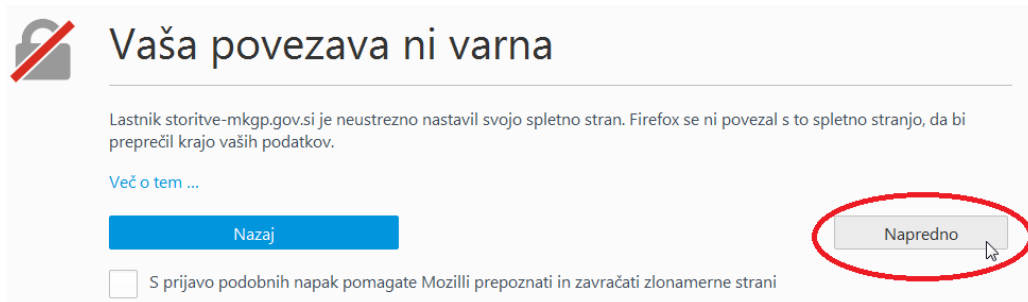 Vaša povezava ni varna
Lastnik storitve-mkgp.gov.si je neustrezno nastavil svojo spletno stran. Firefox se ni povezal s to spletno stranjo, da bi
preprečil krajo vaših podatkov.
Več o tem ...
Nazaj
Napredno
S prijavo podobnih napak pomagate Mozilli prepoznati in zavračati zlonamerne strani